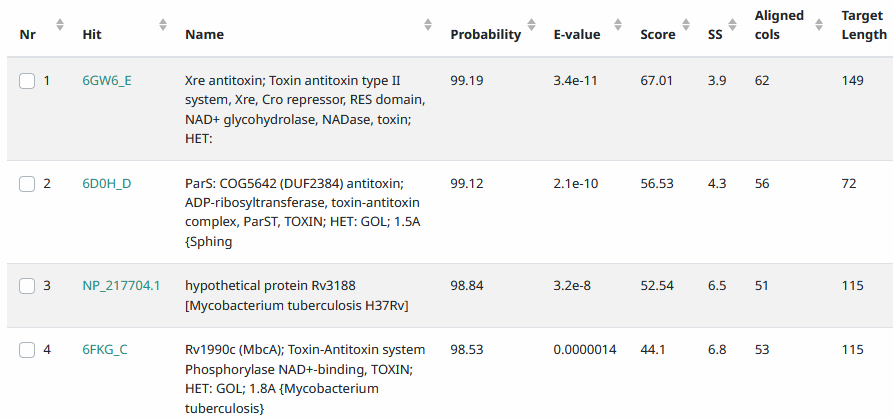 Nr Hit Name Probability E-value Score SS Aligned cols Target Length
1 6GW6_E Xre antitoxin; Toxin antitoxin type II 99.19 3.4e-11 67.01 3.9 62 149
system, Xre, Cro repressor, RES domain,
NAD+ glycohydrolase, NADase, toxin;
HET:
2 6D0H_D ParS: COG5642 (DUF2384) antitoxin; 99.12 2.1e-10 56.53 4.3 56 72
ADP-ribosyltransferase, toxin-antitoxin
complex, ParST, TOXIN; HET: GOL; 1.5A
{Sphing
3 NP_217704.1 hypothetical protein Rv3188 98.84 3.2e-8 52.54 6.5 51 115
[Mycobacterium tuberculosis H37Rv]
4 6FKG_C Rv1990c (MbcA); Toxin-Antitoxin system 98.53 0.0000014 44.1 6.8 53 115
Phosphorylase NAD+-binding, TOXIN;
HET: GOL; 1.8A {Mycobacterium
tuberculosis}